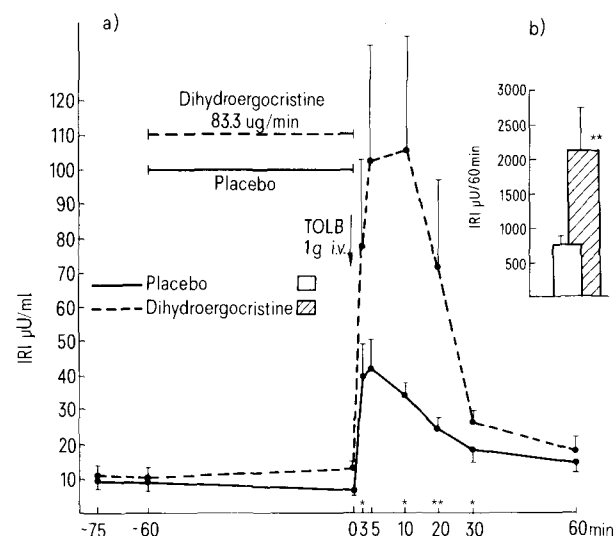 a)
b)
Dihydroergocristine
83.3 ug/min
Placebo
TOLB
1g i.v.
Placebo
Dihydroergocristine
IRI µU/ml
120
110
100
90
80
70
60
50
40
30
20
10
-75 -60 0 3 5 10 20 30 60 min
* * ** *
IRI µU/60min
3000
2500
2000
1500
1000
500
**